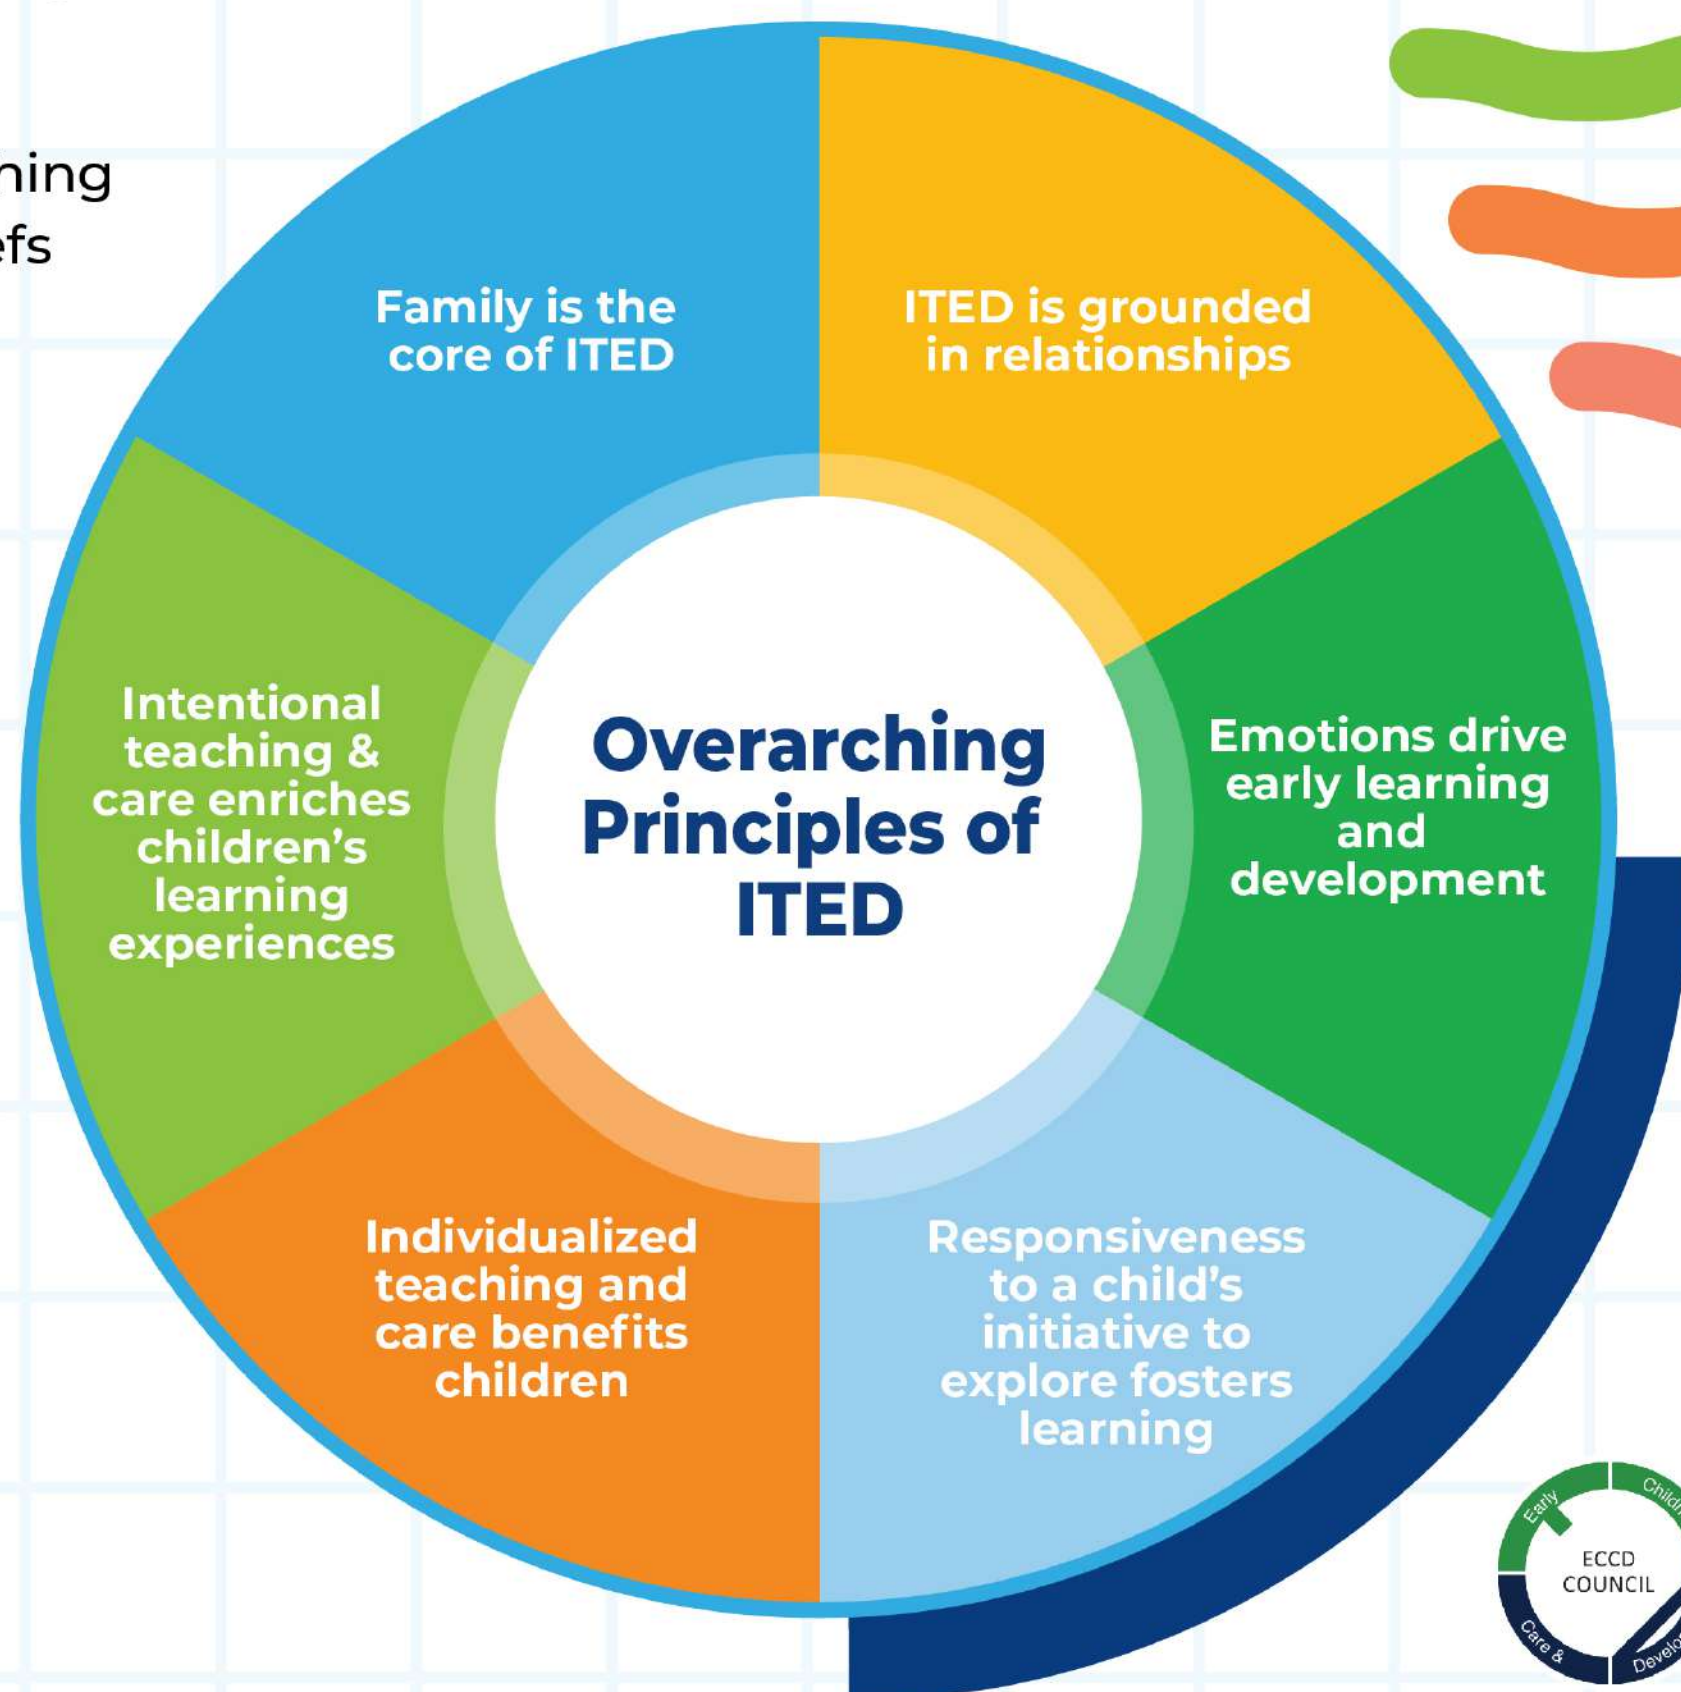 Family is the
core of ITED
ITED is grounded
in relationships
Emotions drive
early learning
and
development
Responsiveness
to a child's
initiative to
explore fosters
learning
Individualized
teaching and
care benefits
children
Intentional
teaching &
care enriches
children's
learning
experiences
Overarching
Principles of
ITED
Early
ECCD
COUNCIL
Care &